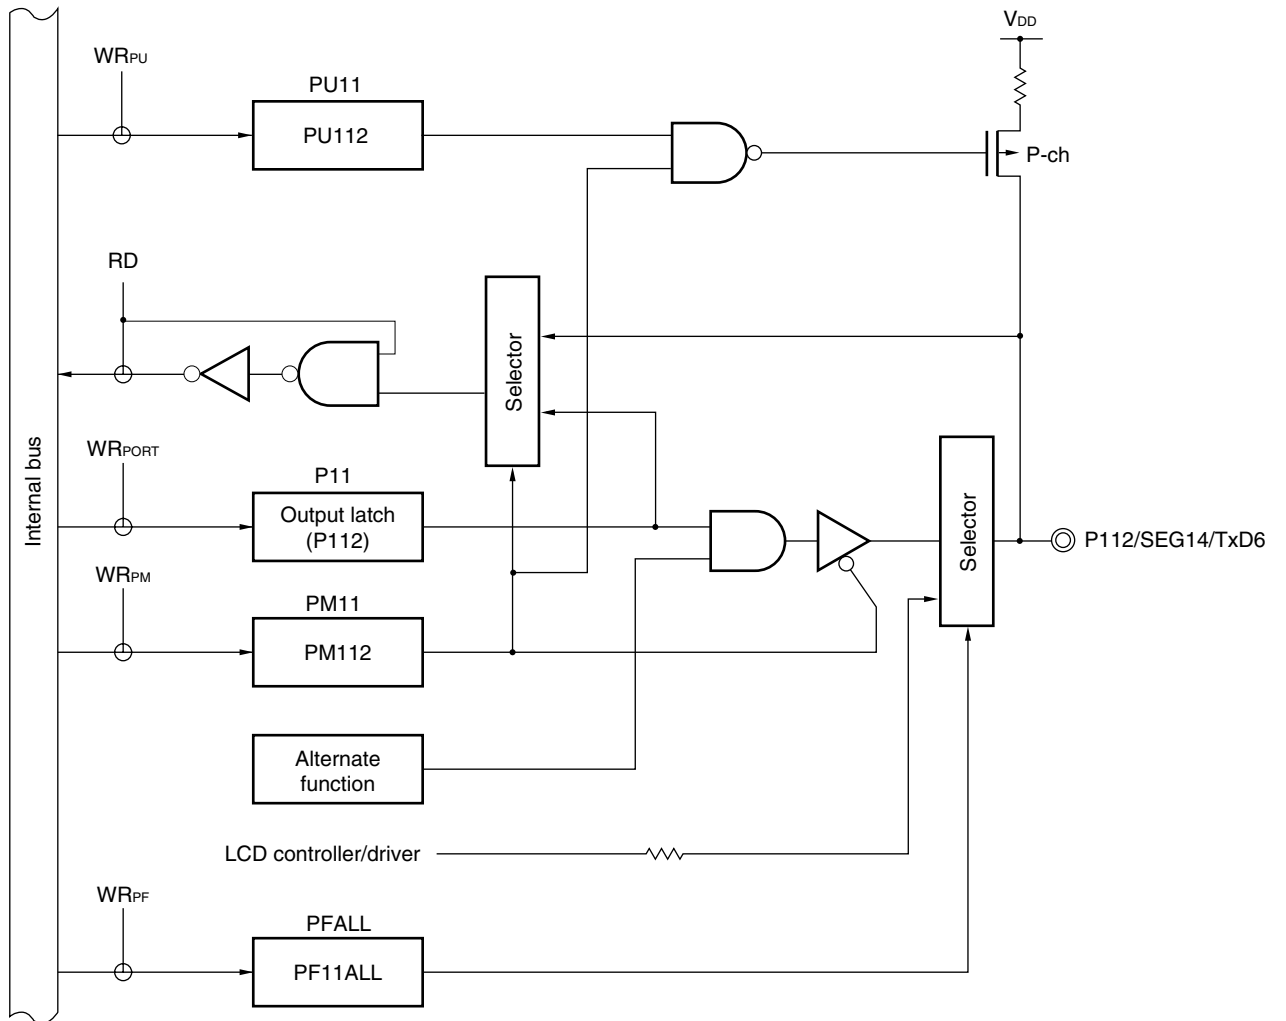 VDD
WRPU
PU11
PU112
P-ch
RD
Selector
Internal bus
WRPORT
P11
Output latch
(P112)
Selector
P112/SEG14/TxD6
WRPM
PM11
PM112
Alternate
function
LCD controller/driver
WRPF
PFALL
PF11ALL